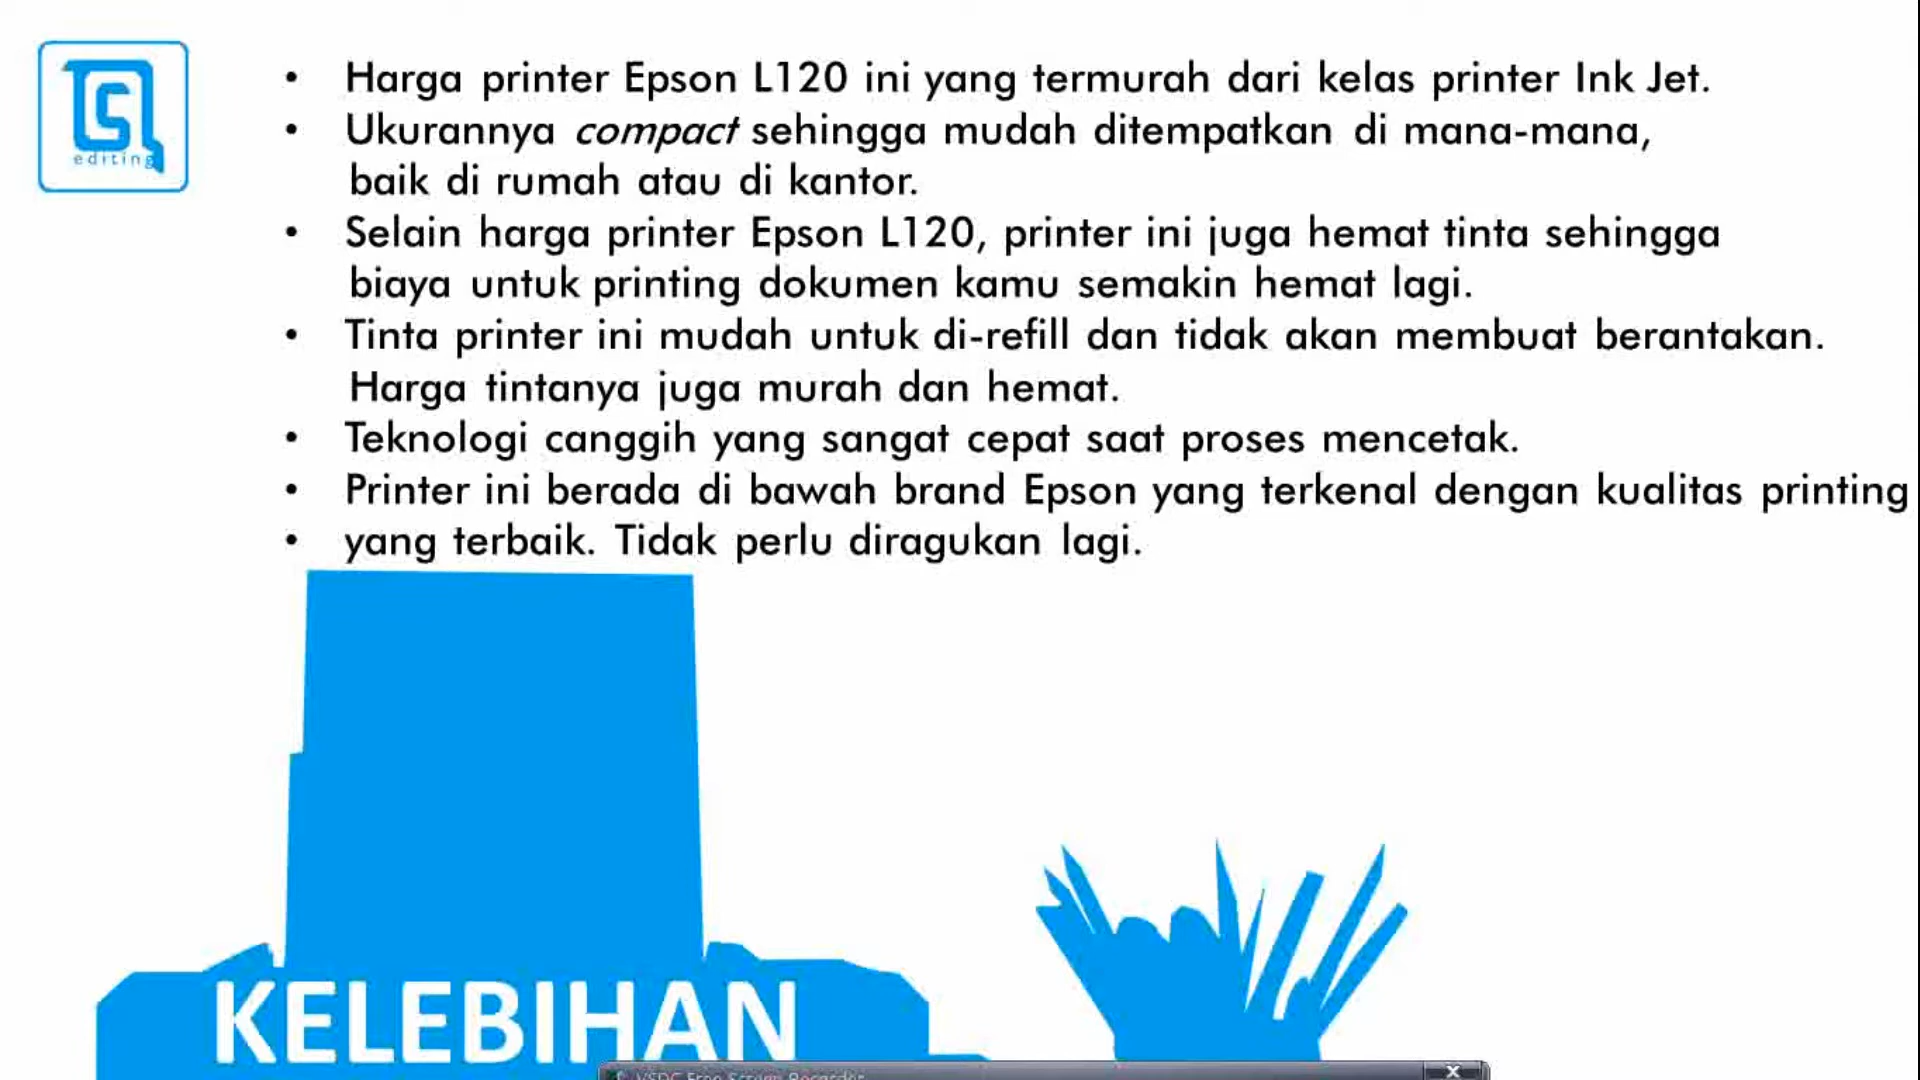 editing
• Harga printer Epson L120 ini yang termurah dari kelas printer Ink Jet.
• Ukurannya compact sehingga mudah ditempatkan di mana-mana,
baik di rumah atau di kantor.
• Selain harga printer Epson L120, printer ini juga hemat tinta sehingga
biaya untuk printing dokumen kamu semakin hemat lagi.
• Tinta printer ini mudah untuk di-refill dan tidak akan membuat berantakan.
Harga tintanya juga murah dan hemat.
• Teknologi canggih yang sangat cepat saat proses mencetak.
• Printer ini berada di bawah brand Epson yang terkenal dengan kualitas printing
• yang terbaik. Tidak perlu diragukan lagi.
KELEBIHAN
VSDC Free Screen Recorder